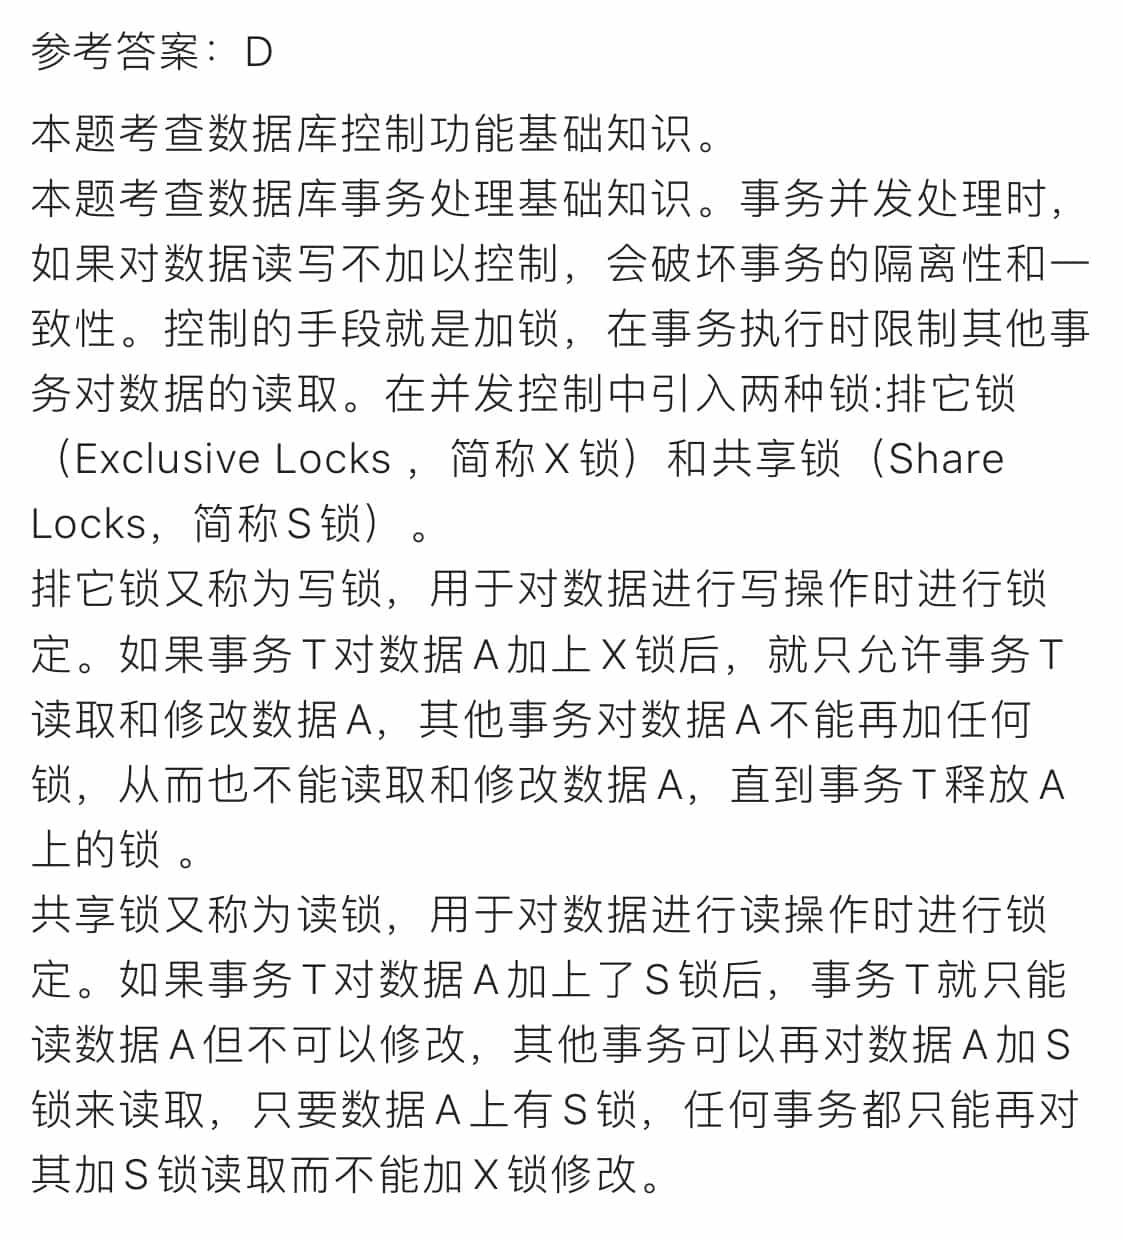 参考答案：D
本题考查数据库控制功能基础知识。
本题考查数据库事务处理基础知识。事务并发处理时，
如果对数据读写不加以控制，会破坏事务的隔离性和一
致性。控制的手段就是加锁，在事务执行时限制其他事
务对数据的读取。在并发控制中引入两种锁:排它锁
（Exclusive Locks ，简称X锁）和共享锁（Share
Locks，简称S锁） 。
排它锁又称为写锁，用于对数据进行写操作时进行锁
定。如果事务T对数据A加上X锁后，就只允许事务T
读取和修改数据A，其他事务对数据A不能再加任何
锁，从而也不能读取和修改数据A，直到事务T释放A
上的锁 。
共享锁又称为读锁，用于对数据进行读操作时进行锁
定。如果事务T对数据A加上了S锁后，事务T就只能
读数据A但不可以修改，其他事务可以再对数据A加S
锁来读取，只要数据A上有S锁，任何事务都只能再对
其加S锁读取而不能加X锁修改。